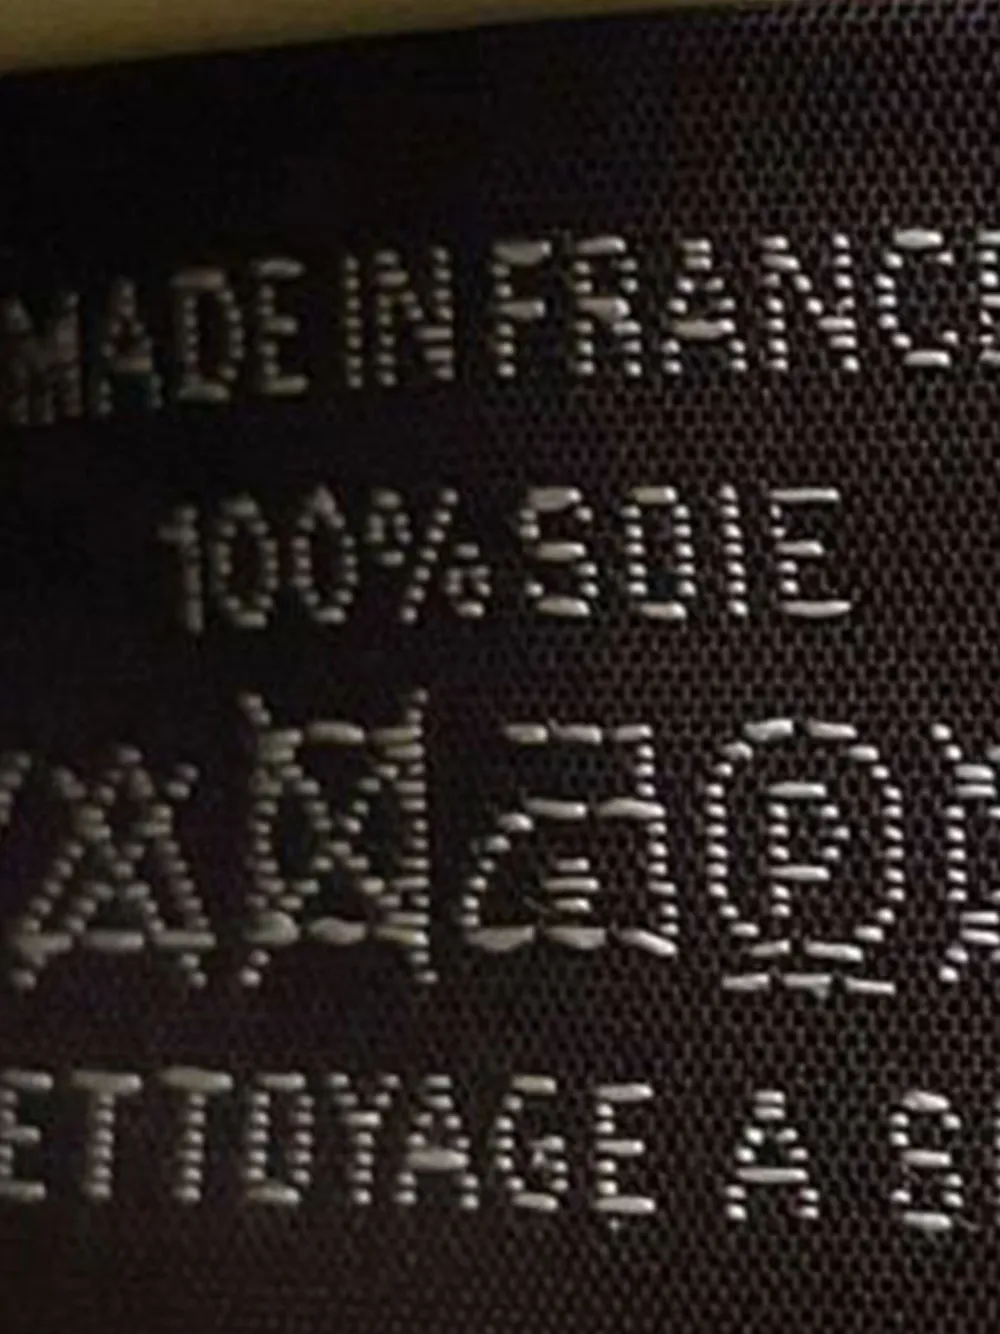 MADE IN FRANCE
100% SOIE
P
ETTOYAGE A S